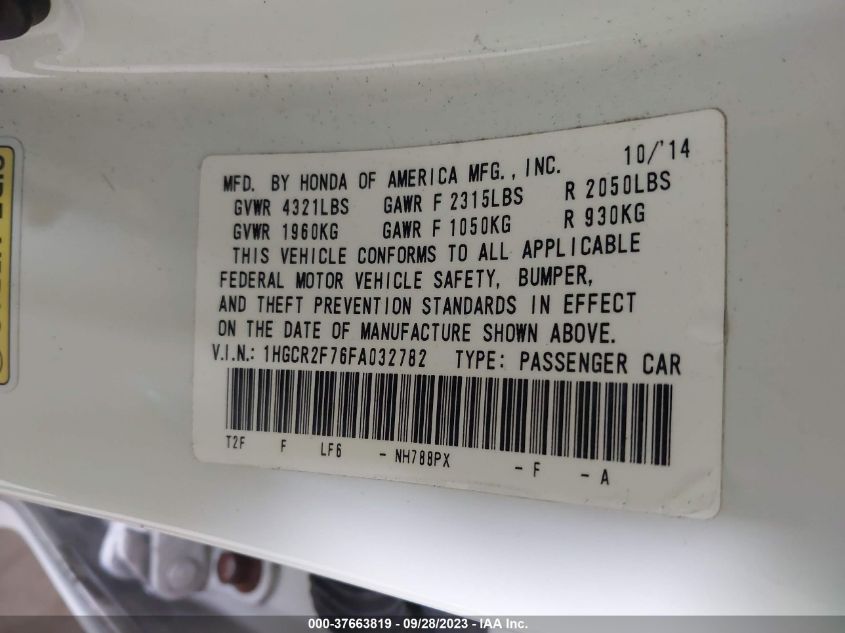 10/'14
MFD. BY HONDA OF AMERICA MFG., INC.
GVWR 4321LBS GAWR F 2315LBS R 2050LBS
GVWR 1960KG GAWR F 1050KG R 930KG
THIS VEHICLE CONFORMS TO ALL APPLICABLE
FEDERAL MOTOR VEHICLE SAFETY, BUMPER,
AND THEFT PREVENTION STANDARDS IN EFFECT
ON THE DATE OF MANUFACTURE SHOWN ABOVE.
V.I.N.: 1HGCR2F76FA032782 TYPE: PASSENGER CAR
T2F F LF6 - NH788PX - F - A
000-37663819 / 09/28/2023 - IAA Inc.